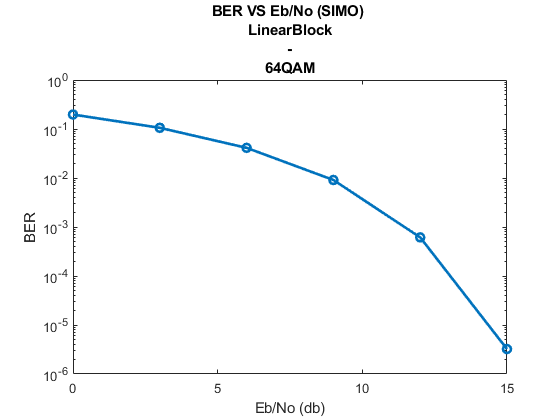 BER VS Eb/No (SIMO)
LinearBlock
-
64QAM
10^0
10^-1
10^-2
10^-3
10^-4
10^-5
10^-6
BER
0 5 10 15
Eb/No (db)